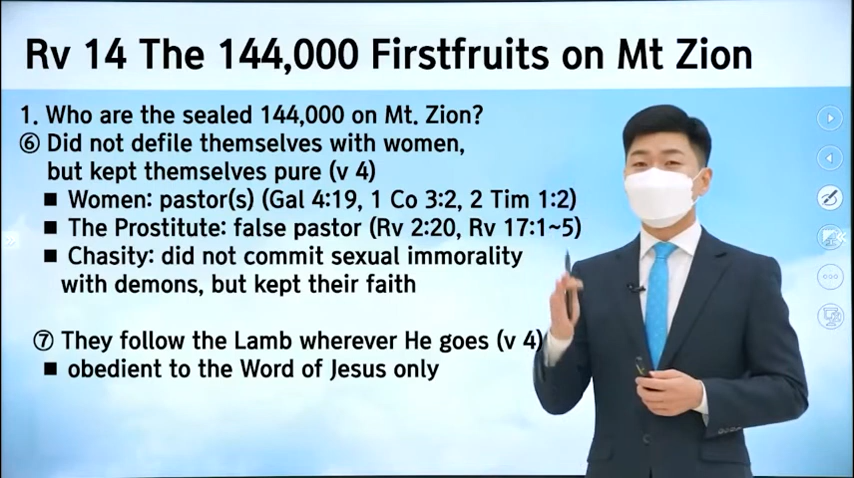 Rv 14 The 144,000 Firstfruits on Mt Zion
1. Who are the sealed 144,000 on Mt. Zion?
⑥ Did not defile themselves with women,
but kept themselves pure (v 4)
■ Women: pastor(s) (Gal 4:19, 1 Co 3:2, 2 Tim 1:2)
■ The Prostitute: false pastor (Rv 2:20, Rv 17:1~5)
■ Chasity: did not commit sexual immorality
with demons, but kept their faith
⑦ They follow the Lamb wherever He goes (v 4)
■ obedient to the Word of Jesus only